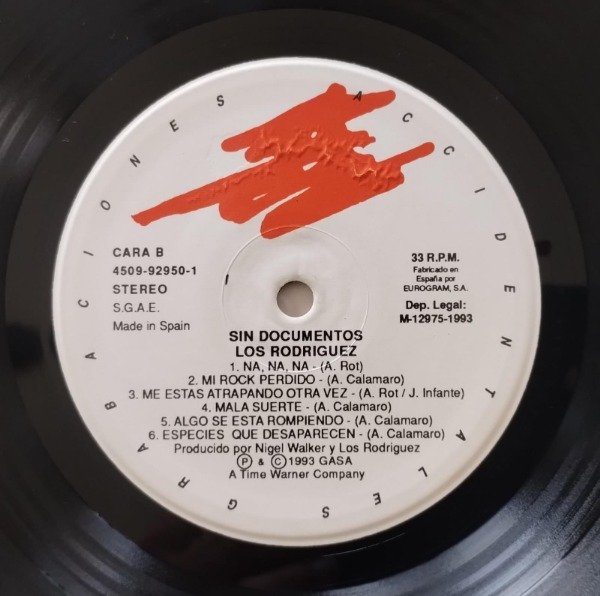 GRABACIONES ACCIDENTALES
CARA B
4509-92950-1
STEREO
S.G.A.E.
Made in Spain
33 R.P.M.
Fabricado en
España por
EUROGRAM, S.A.
Dep. Legal:
M-12975-1993
SIN DOCUMENTOS
LOS RODRIGUEZ
1. NA, NA, NA - (A. Rot)
2. MI ROCK PERDIDO - (A. Calamaro)
3. ME ESTAS ATRAPANDO OTRA VEZ - (A. Rot / J. Infante)
4. MALA SUERTE - (A. Calamaro)
5. ALGO SE ESTA ROMPIENDO - (A. Calamaro)
6. ESPECIES QUE DESAPARECEN - (A. Calamaro)
Producido por Nigel Walker y Los Rodriguez
Ⓟ & Ⓒ 1993 GASA
A Time Warner Company